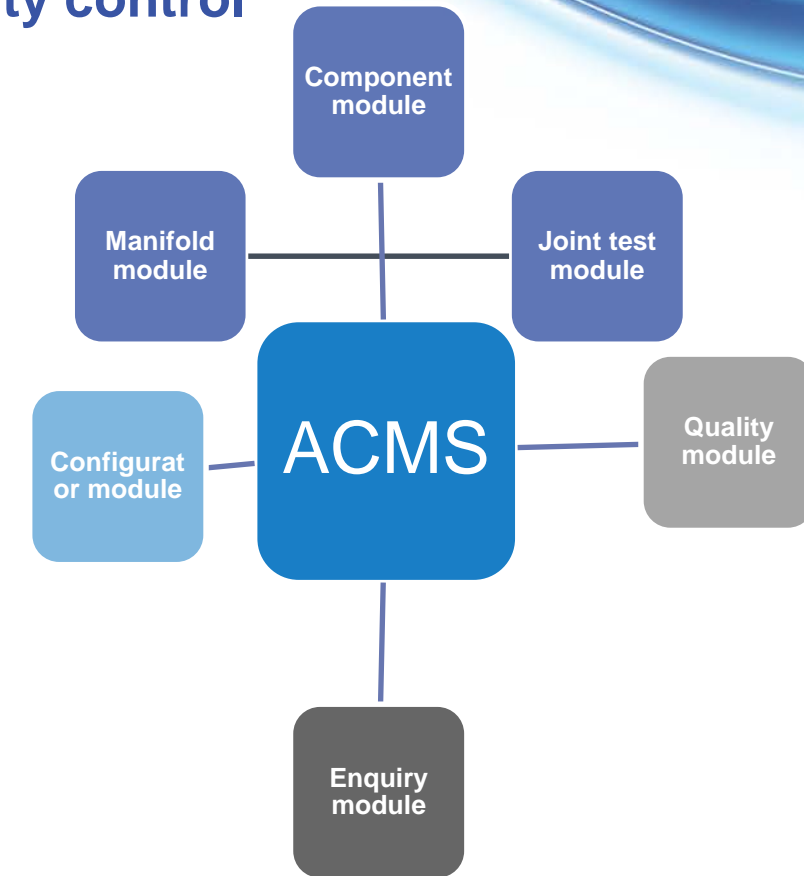 ty control
Component
module
Manifold
module
Joint test
module
ACMS
Configurat
or module
Quality
module
Enquiry
module